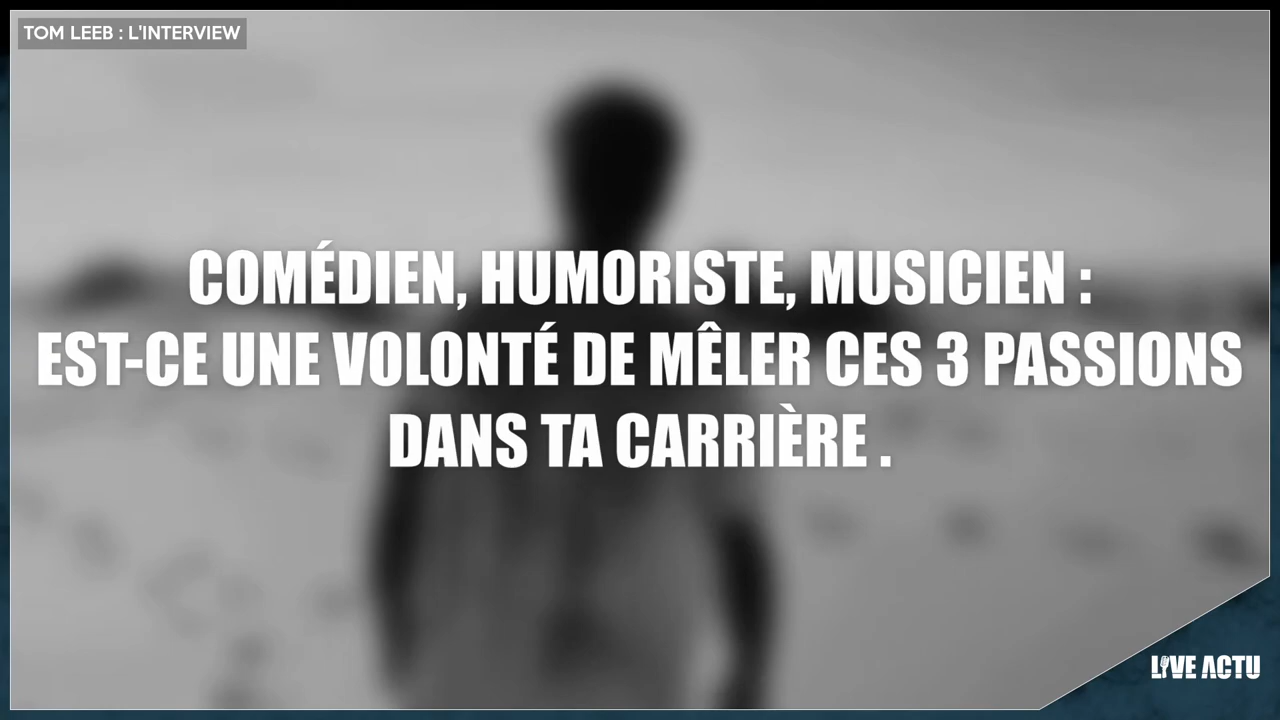 TOM LEEB : L'INTERVIEW
COMÉDIEN, HUMORISTE, MUSICIEN :
EST-CE UNE VOLONTÉ DE MÊLER CES 3 PASSIONS
DANS TA CARRIÈRE .
LIVE ACTU